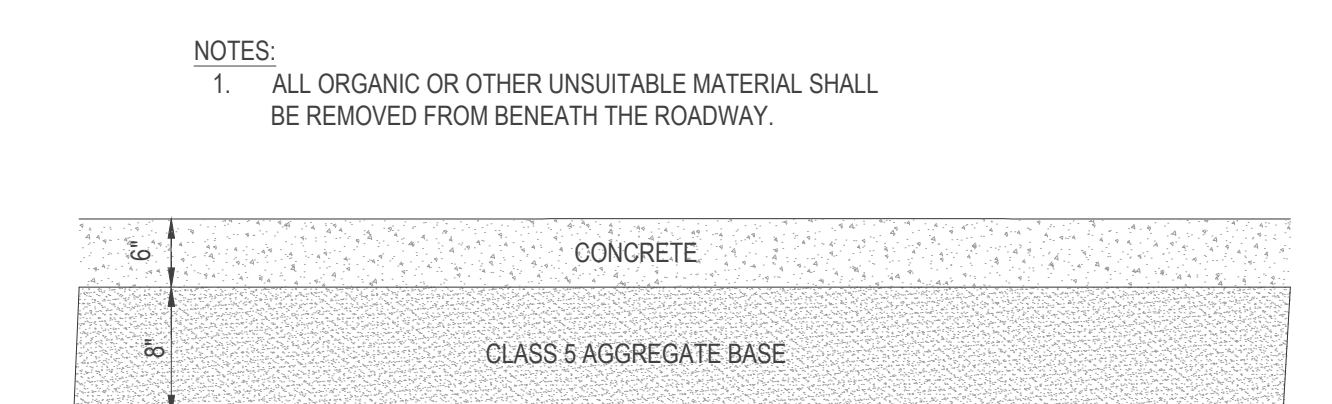 NOTES:
1. ALL ORGANIC OR OTHER UNSUITABLE MATERIAL SHALL
BE REMOVED FROM BENEATH THE ROADWAY.
6"
CONCRETE
8"
CLASS 5 AGGREGATE BASE